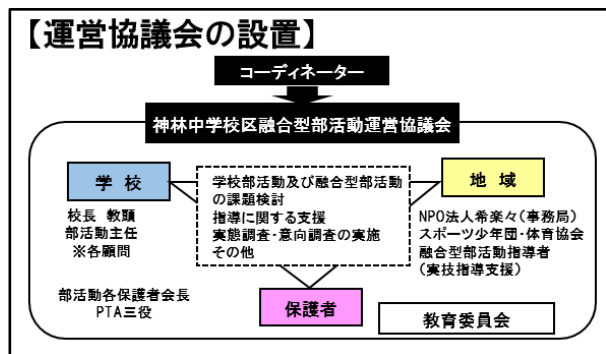 【運営協議会の設置】
コーディネーター
神林中学校区融合型部活動運営協議会
学 校
校長 教頭
部活動主任
※各顧問
学校部活動及び融合型部活動
の課題検討
指導に関する支援
実態調査・意向調査の実施
その他
地 域
NPO法人希楽々(事務局)
スポーツ少年団・体育協会
融合型部活動指導者
(実技指導支援)
部活動各保護者会長
PTA三役
保護者
教育委員会